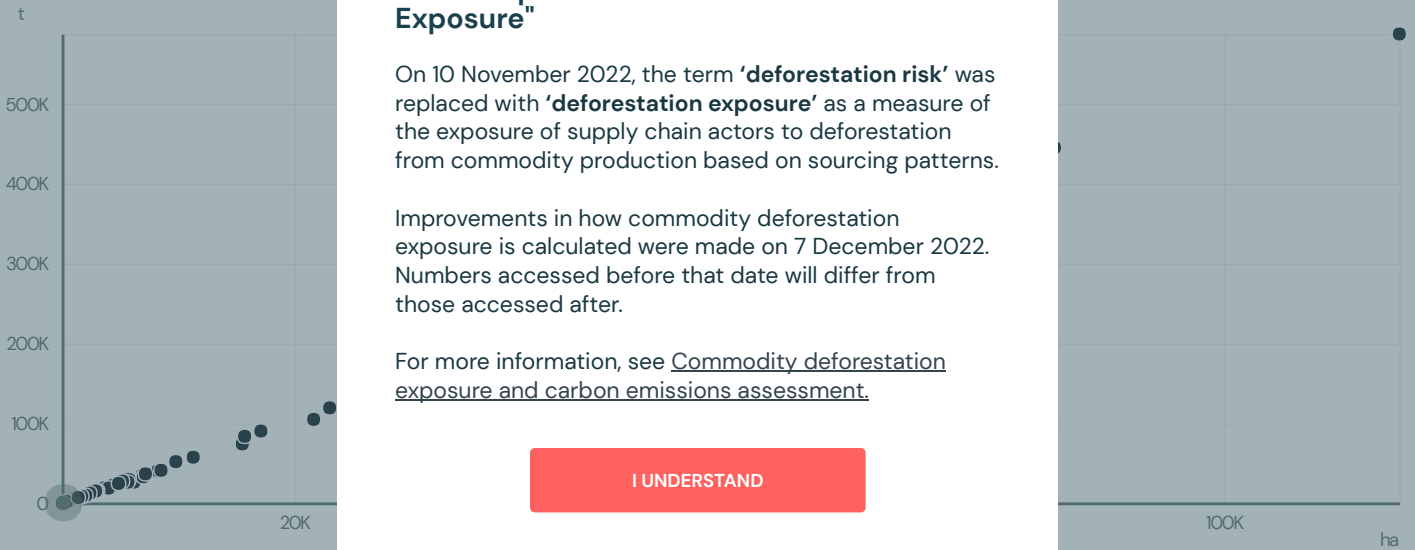 t
Exposure"
On 10 November 2022, the term ‘deforestation risk’ was
replaced with ‘deforestation exposure’ as a measure of
the exposure of supply chain actors to deforestation
from commodity production based on sourcing patterns.
Improvements in how commodity deforestation
exposure is calculated were made on 7 December 2022.
Numbers accessed before that date will differ from
those accessed after.
For more information, see Commodity deforestation
exposure and carbon emissions assessment.
I UNDERSTAND
500K
400K
300K
200K
100K
0
20K
100K
ha